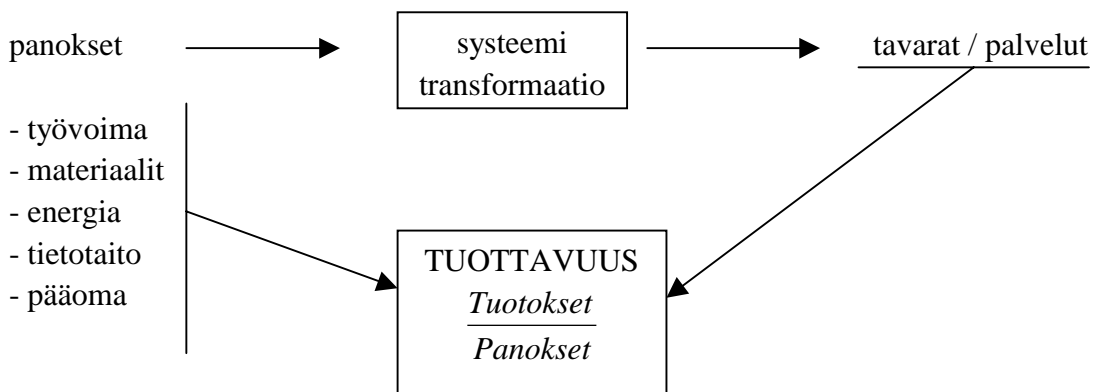 panokset
systeemi
transformaatio
tavarat / palvelut
- työvoima
- materiaalit
- energia
- tietotaito
- pääoma
TUOTTAVUUS
Tuotokset
Panokset